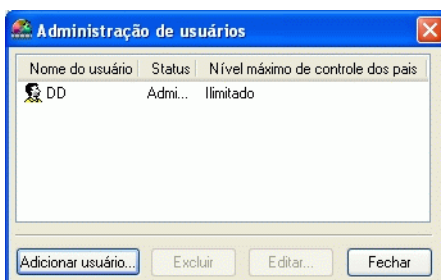 Administração de usuários
Nome do usuário Status Nível máximo de controle dos pais
DD Admi... Ilimitado
Adicionar usuário... Excluir Editar... Fechar